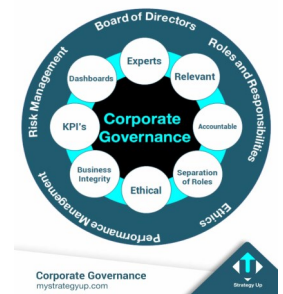 Board of Directors
Roles and Responsibilities
Ethics
Performance Management
Risk Management
Experts
Relevant
Accountable
Separation
of Roles
Ethical
Business
Integrity
KPI's
Dashboards
Corporate
Governance
Corporate Governance
mystrategyup.com
Strategy Up